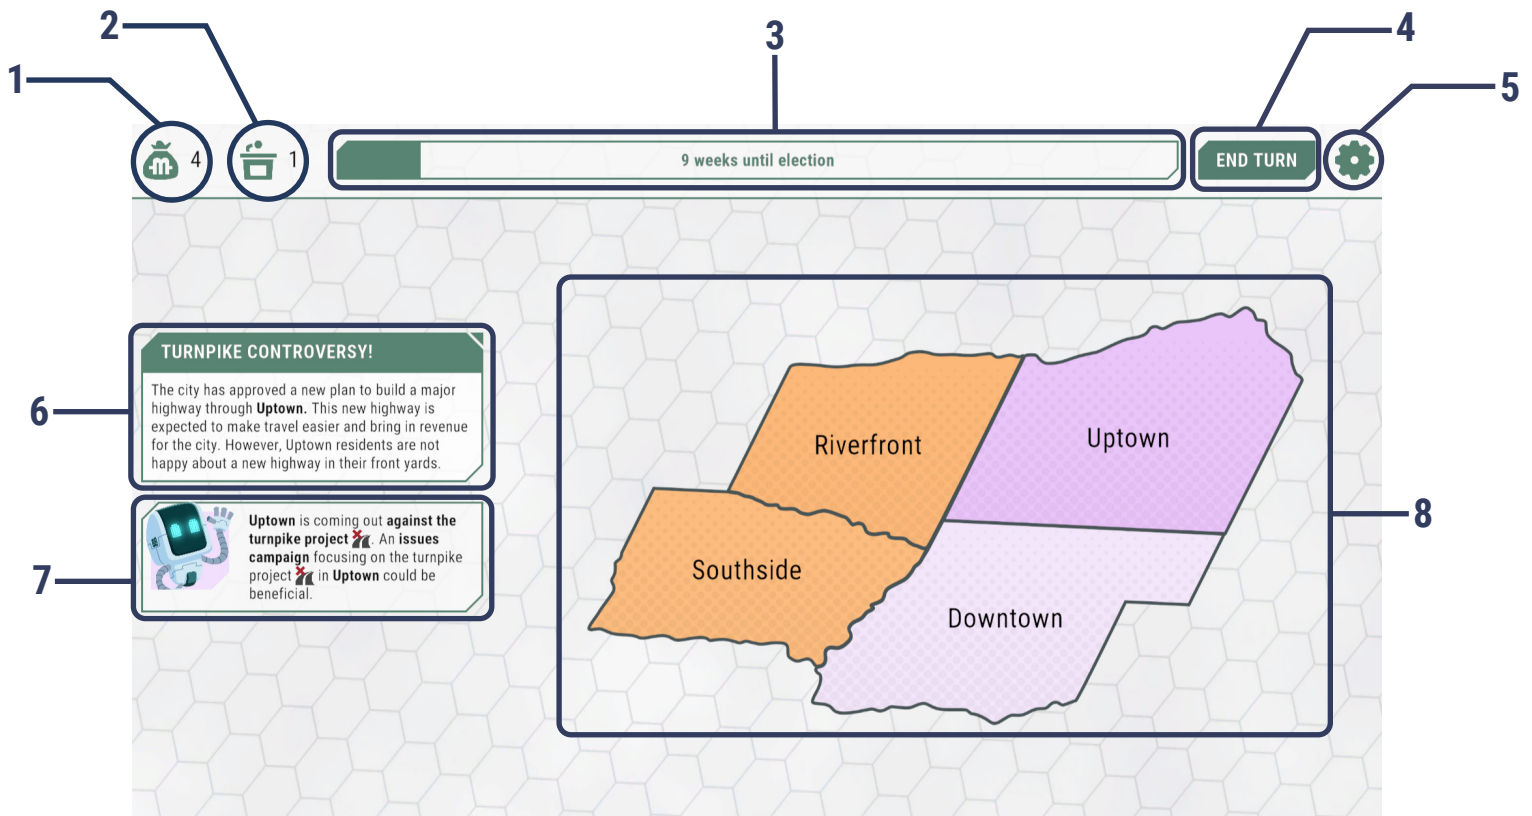 2
3
4
1
5
4
1
9 weeks until election
END TURN
TURNPIKE CONTROVERSY!
The city has approved a new plan to build a major
highway through Uptown. This new highway is
expected to make travel easier and bring in revenue
for the city. However, Uptown residents are not
happy about a new highway in their front yards.
6
Uptown is coming out against the
turnpike project . An issues
campaign focusing on the turnpike
project in Uptown could be
beneficial.
7
Riverfront
Uptown
Southside
Downtown
8